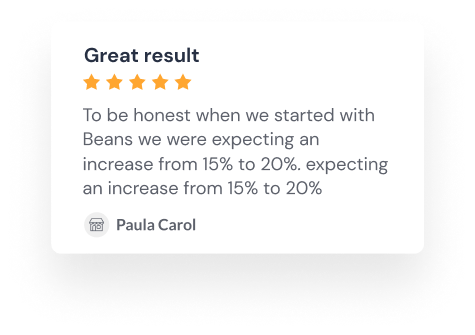 Great result
To be honest when we started with
Beans we were expecting an
increase from 15% to 20%. expecting
an increase from 15% to 20%
Paula Carol